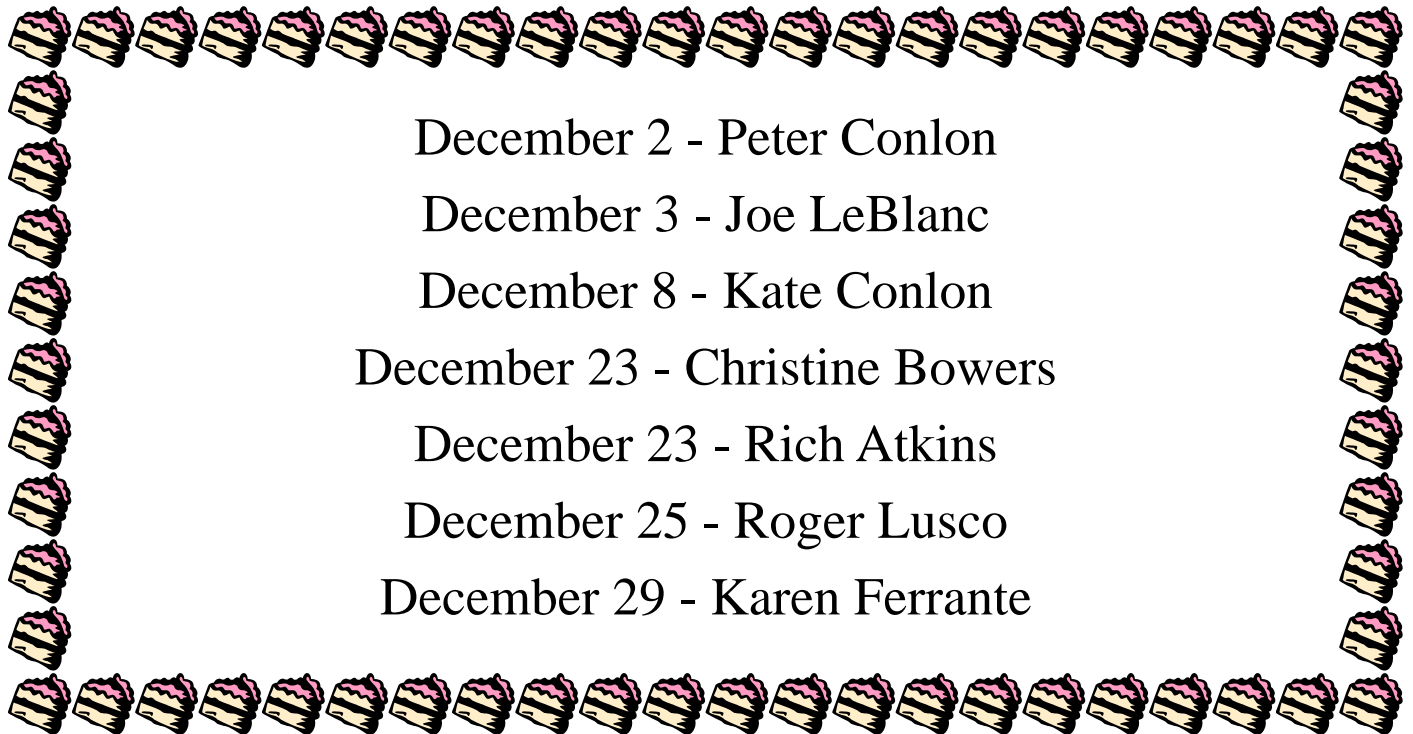 December 2 - Peter Conlon
December 3 - Joe LeBlanc
December 8 - Kate Conlon
December 23 - Christine Bowers
December 23 - Rich Atkins
December 25 - Roger Lusco
December 29 - Karen Ferrante